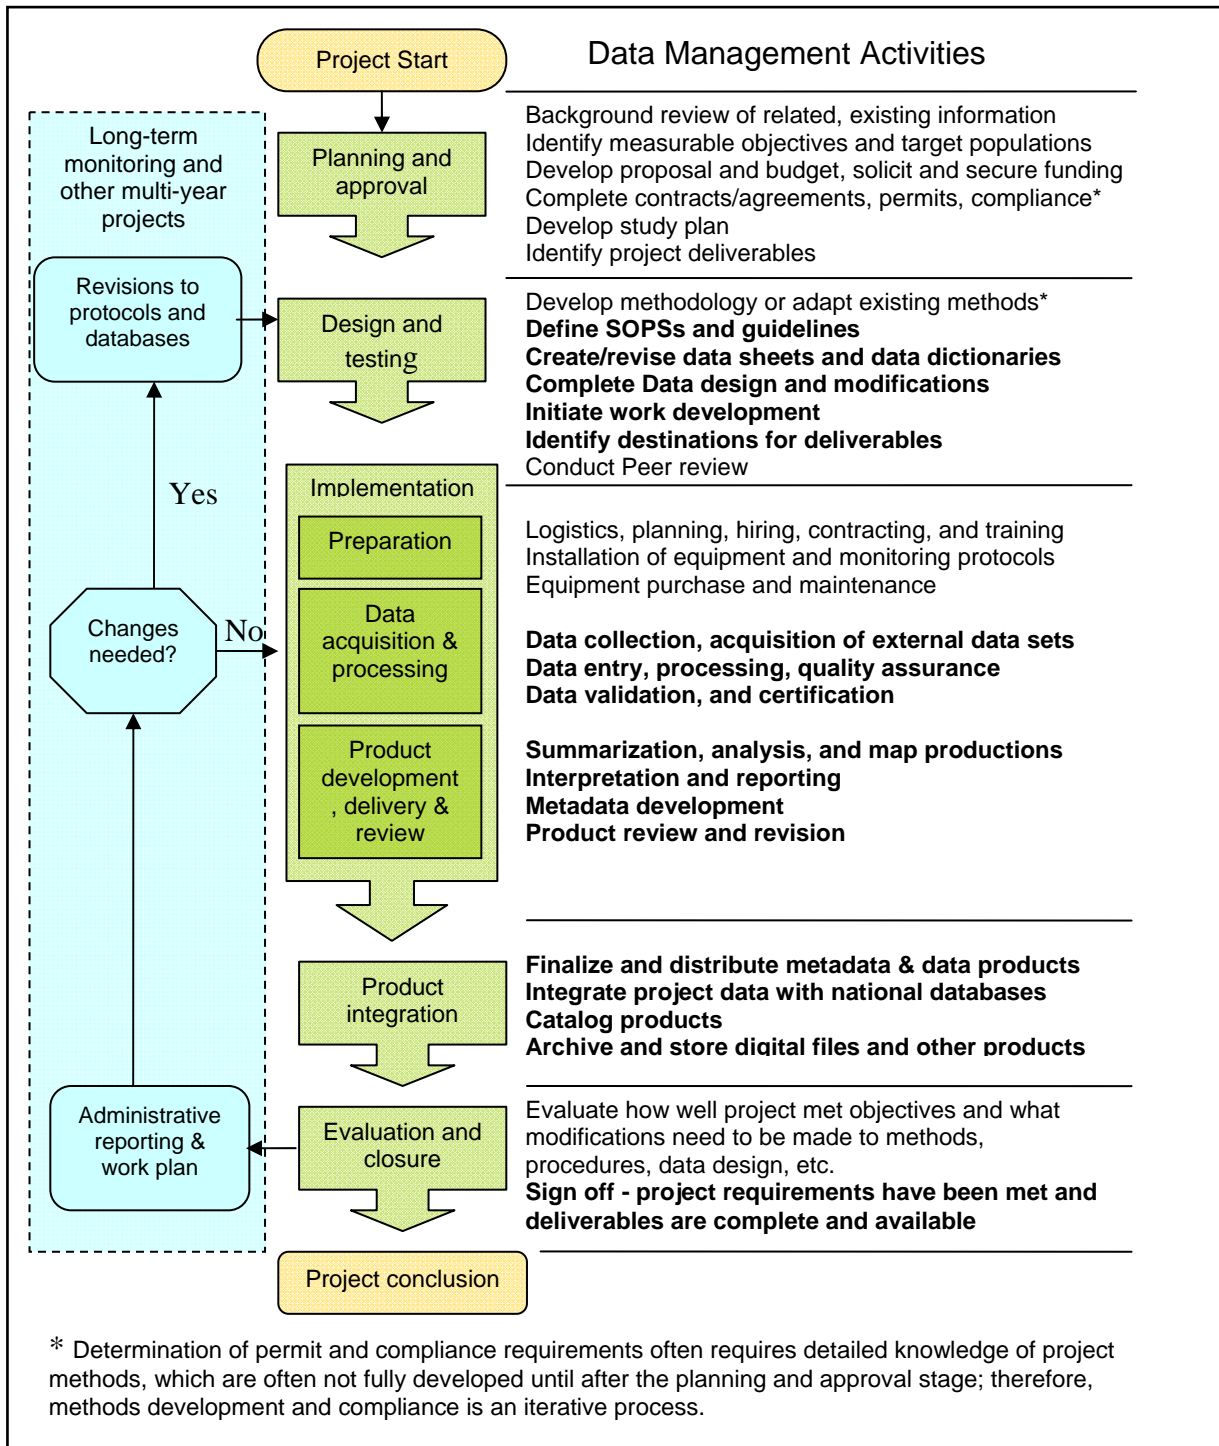 Project Start
Data Management Activities
Long-term
monitoring and
other multi-year
projects
Planning and
approval
Background review of related, existing information
Identify measurable objectives and target populations
Develop proposal and budget, solicit and secure funding
Complete contracts/agreements, permits, compliance*
Develop study plan
Identify project deliverables
Revisions to
protocols and
databases
Design and
testing
Develop methodology or adapt existing methods*
Define SOPSs and guidelines
Create/revise data sheets and data dictionaries
Complete Data design and modifications
Initiate work development
Identify destinations for deliverables
Conduct Peer review
Yes
Implementation
Preparation
Logistics, planning, hiring, contracting, and training
Installation of equipment and monitoring protocols
Equipment purchase and maintenance
Changes
needed?
No
Data
acquisition &
processing
Data collection, acquisition of external data sets
Data entry, processing, quality assurance
Data validation, and certification
Product
development
, delivery &
review
Summarization, analysis, and map productions
Interpretation and reporting
Metadata development
Product review and revision
Product
integration
Finalize and distribute metadata & data products
Integrate project data with national databases
Catalog products
Archive and store digital files and other products
Administrative
reporting &
work plan
Evaluation and
closure
Evaluate how well project met objectives and what
modifications need to be made to methods,
procedures, data design, etc.
Sign off - project requirements have been met and
deliverables are complete and available
Project conclusion
* Determination of permit and compliance requirements often requires detailed knowledge of project
methods, which are often not fully developed until after the planning and approval stage; therefore,
methods development and compliance is an iterative process.